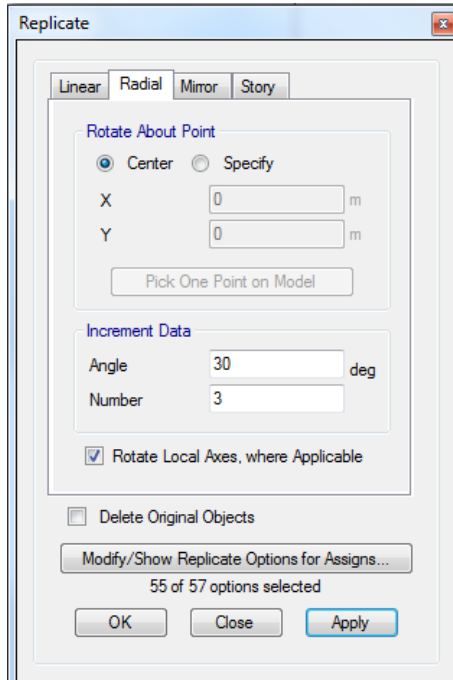 Replicate
Linear Radial Mirror Story
Rotate About Point
Center Specify
X 0 m
Y 0 m
Pick One Point on Model
Increment Data
Angle 30 deg
Number 3
Rotate Local Axes, where Applicable
Delete Original Objects
Modify/Show Replicate Options for Assigns...
55 of 57 options selected
OK Close Apply